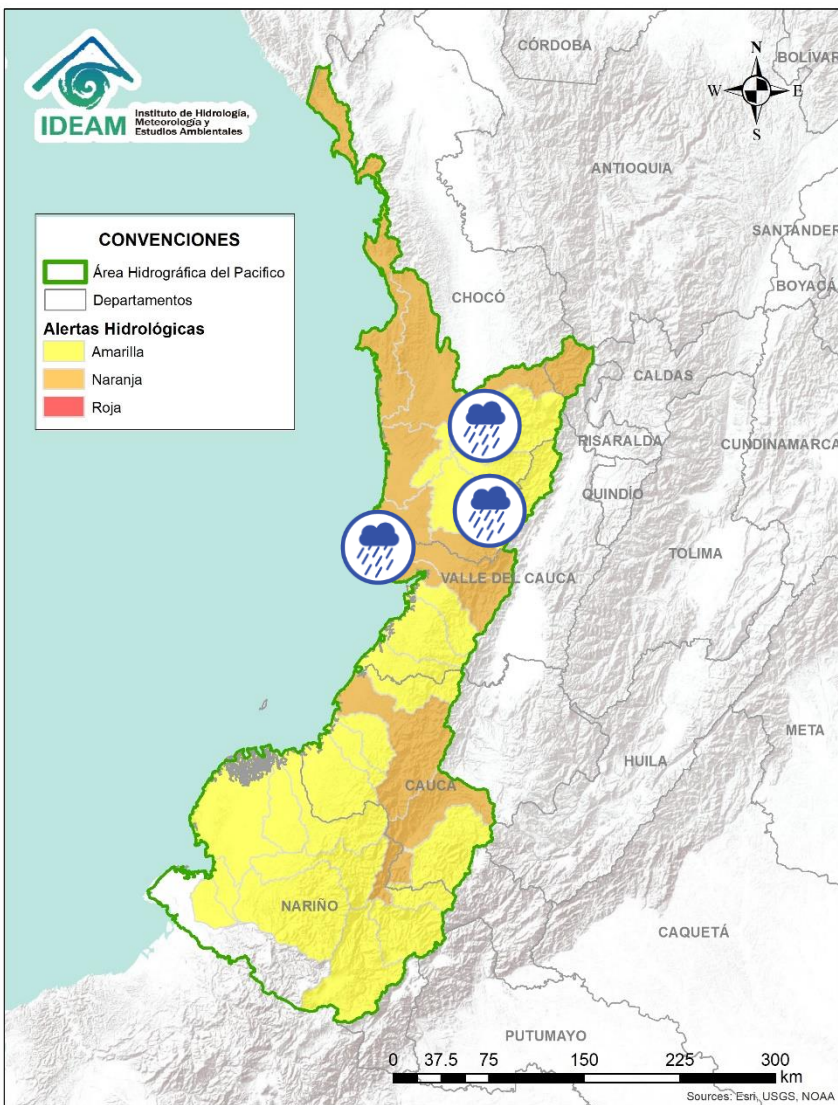 IDEAM
Instituto de Hidrología,
Meteorología y
Estudios Ambientales
CÓRDOBA
BOLÍVAR
N
W
E
S
ANTIOQUIA
SANTANDER
BOYACÁ
CONVENCIONES
Área Hidrográfica del Pacifico
Departamentos
Alertas Hidrológicas
Amarilla
Naranja
Roja
CHOCÓ
CALDAS
RISARALDA
CUNDINAMARCA
QUINDÍO
TOLIMA
VALLE DEL CAUCA
META
HUILA
CAUCA
NARIÑO
CAQUETÁ
PUTUMAYO
0 37.5 75 150 225 300
km
Sources: Esri, USGS, NOAA